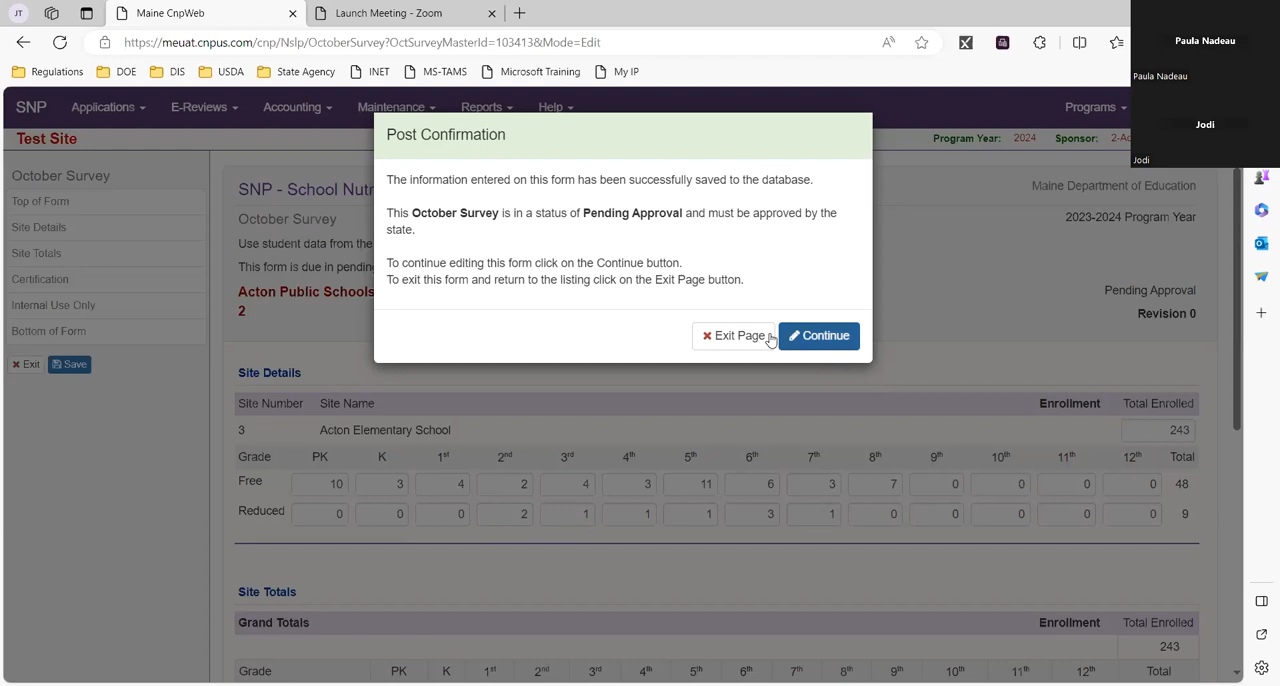 JT
Maine CnpWeb
Launch Meeting - Zoom
https://meuat.cnpus.com/cnp/Nslp/OctoberSurvey?OctSurveyMasterId=103413&Mode=Edit
Regulations DOE DIS USDA State Agency INET MS-TAMS Microsoft Training My IP
Paula Nadeau
Paula Nadeau
Jodi
Jodi
SNP Applications E-Reviews Accounting Maintenance Reports Help Programs
Test Site
Program Year: 2024 Sponsor: 2-Ac
October Survey
Top of Form
Site Details
Site Totals
Certification
Internal Use Only
Bottom of Form
Exit Save
SNP - School Nutr
Maine Department of Education
October Survey
2023-2024 Program Year
Use student data from the
This form is due in pending
Acton Public Schools
2
Pending Approval
Revision 0
Post Confirmation
The information entered on this form has been successfully saved to the database.
This October Survey is in a status of Pending Approval and must be approved by the
state.
To continue editing this form click on the Continue button.
To exit this form and return to the listing click on the Exit Page button.
Exit Page Continue
Site Details
Site Number Site Name Enrollment Total Enrolled
3 Acton Elementary School 243
Grade PK K 1st 2nd 3rd 4th 5th 6th 7th 8th 9th 10th 11th 12th Total
Free 10 3 4 2 4 3 11 6 3 7 0 0 0 0 48
Reduced 0 0 0 2 1 1 1 3 1 0 0 0 0 0 9
Site Totals
Grand Totals Enrollment Total Enrolled
243
Grade PK K 1st 2nd 3rd 4th 5th 6th 7th 8th 9th 10th 11th 12th Total